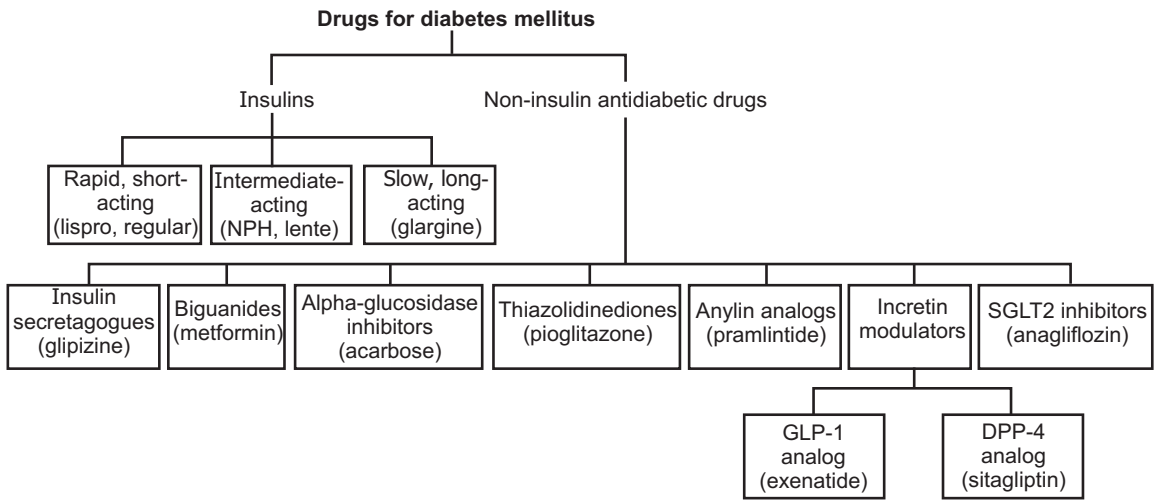 Drugs for diabetes mellitus
Insulins
Non-insulin antidiabetic drugs
Rapid, short-
acting
(lispro, regular)
Intermediate-
acting
(NPH, lente)
Slow, long-
acting
(glargine)
Insulin
secretagogues
(glipizine)
Biguanides
(metformin)
Alpha-glucosidase
inhibitors
(acarbose)
Thiazolidinediones
(pioglitazone)
Anylin analogs
(pramlintide)
Incretin
modulators
SGLT2 inhibitors
(anagliflozin)
GLP-1
analog
(exenatide)
DPP-4
analog
(sitagliptin)